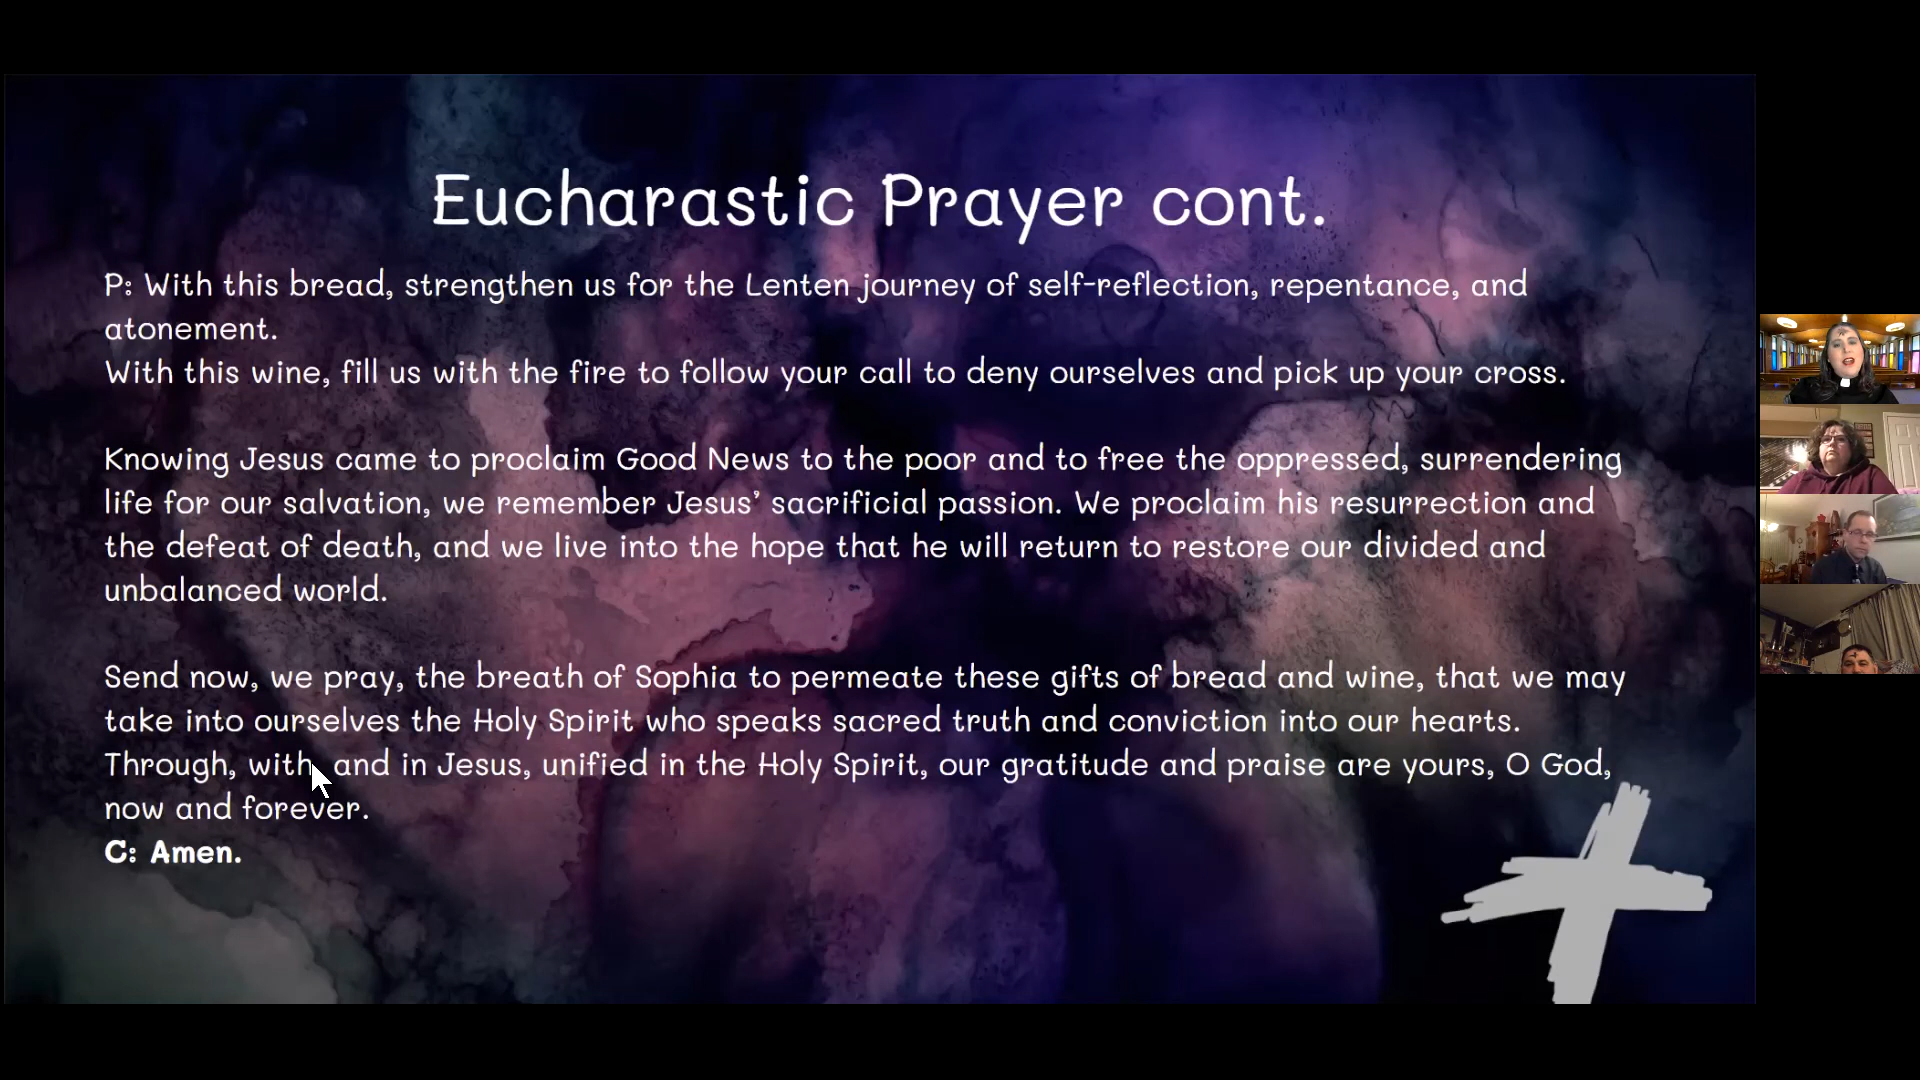 Eucharastic Prayer cont.
P: With this bread, strengthen us for the Lenten journey of self-reflection, repentance, and
atonement.
With this wine, fill us with the fire to follow your call to deny ourselves and pick up your cross.
Knowing Jesus came to proclaim Good News to the poor and to free the oppressed, surrendering
life for our salvation, we remember Jesus’ sacrificial passion. We proclaim his resurrection and
the defeat of death, and we live into the hope that he will return to restore our divided and
unbalanced world.
Send now, we pray, the breath of Sophia to permeate these gifts of bread and wine, that we may
take into ourselves the Holy Spirit who speaks sacred truth and conviction into our hearts.
Through, with, and in Jesus, unified in the Holy Spirit, our gratitude and praise are yours, O God,
now and forever.
C: Amen.